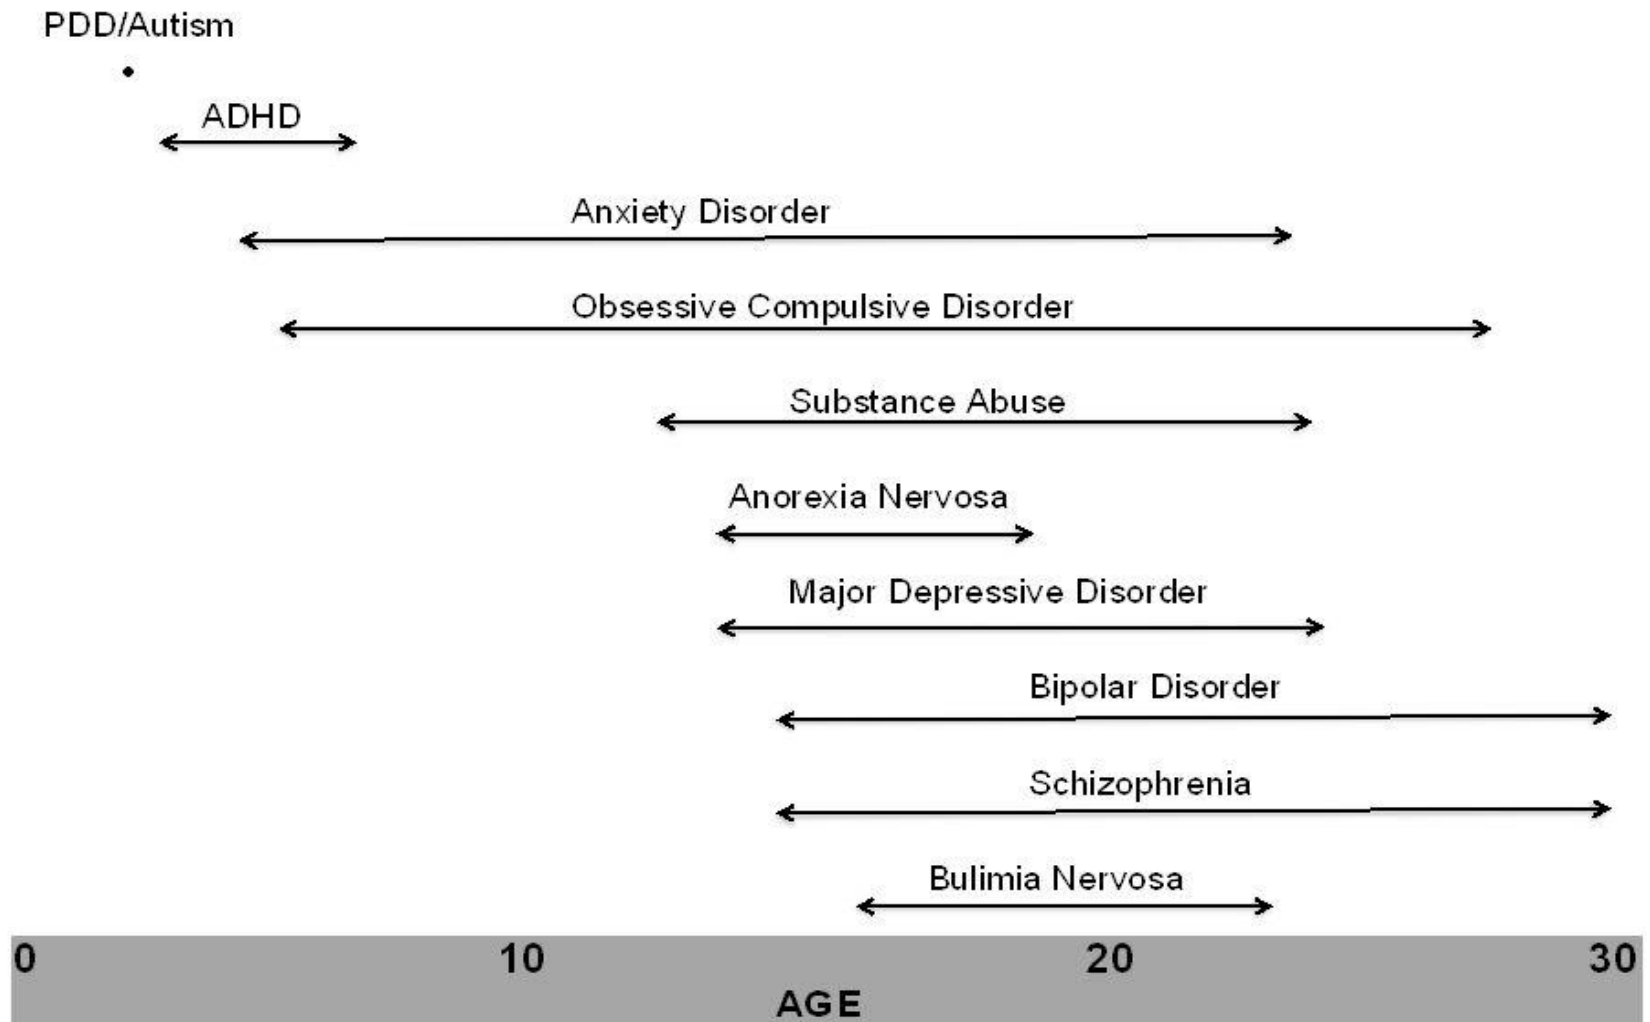 PDD/Autism
ADHD
Anxiety Disorder
Obsessive Compulsive Disorder
Substance Abuse
Anorexia Nervosa
Major Depressive Disorder
Bipolar Disorder
Schizophrenia
Bulimia Nervosa
0 10 20 30
AGE